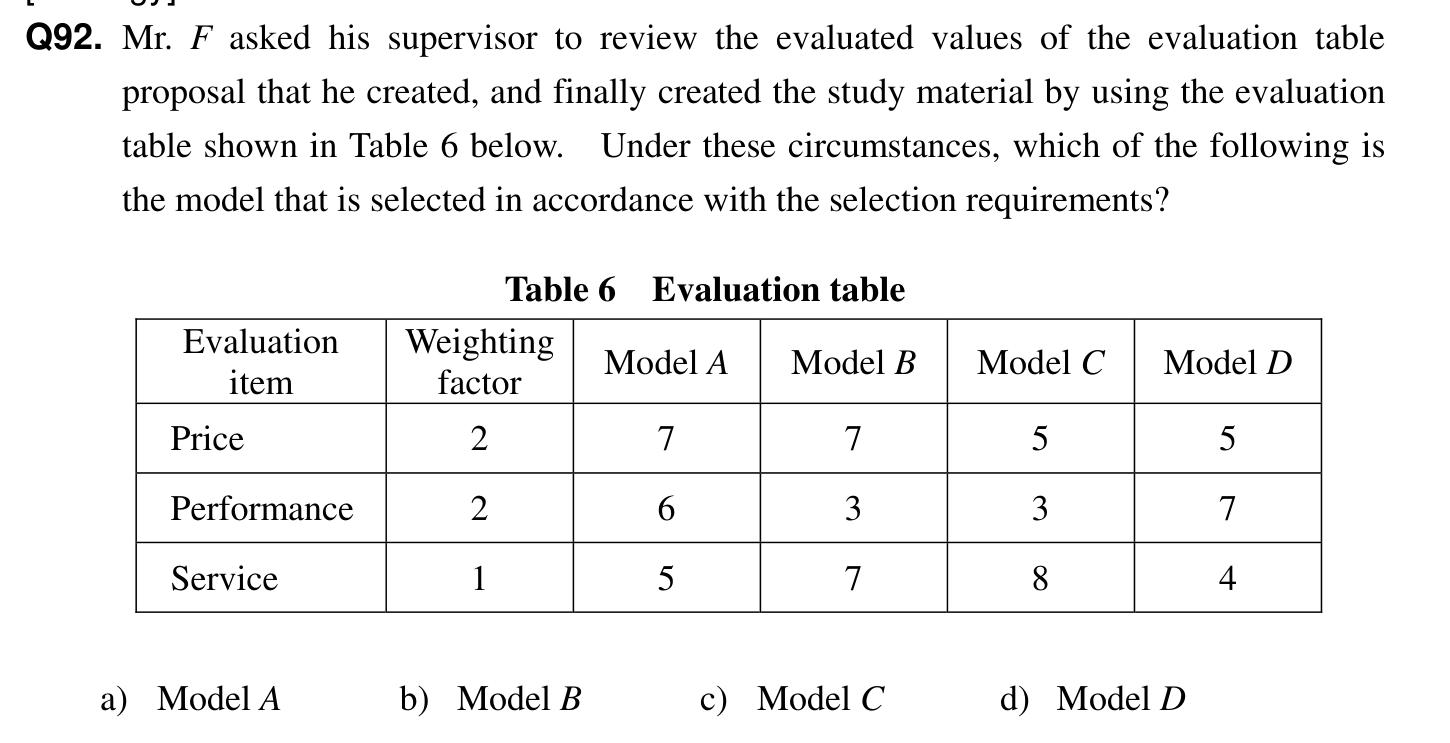 Q92. Mr. F asked his supervisor to review the evaluated values of the evaluation table
proposal that he created, and finally created the study material by using the evaluation
table shown in Table 6 below. Under these circumstances, which of the following is
the model that is selected in accordance with the selection requirements?
Table 6 Evaluation table
Evaluation item Weighting factor Model A Model B Model C Model D
Price 2 7 7 5 5
Performance 2 6 3 3 7
Service 1 5 7 8 4
a) Model A b) Model B c) Model C d) Model D